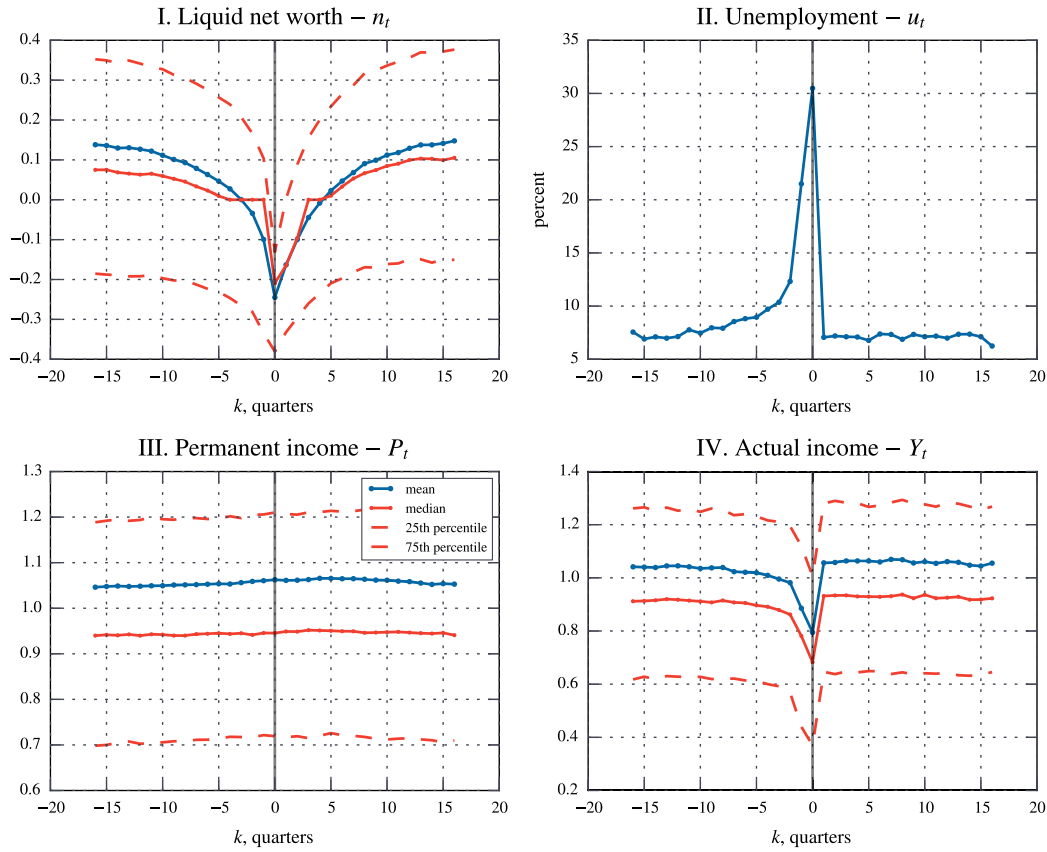 I. Liquid net worth – n_t
0.4
0.3
0.2
0.1
0.0
−0.1
−0.2
−0.3
−0.4
−20 −15 −10 −5 0 5 10 15 20
k, quarters
II. Unemployment – u_t
percent
35
30
25
20
15
10
5
−20 −15 −10 −5 0 5 10 15 20
k, quarters
III. Permanent income – P_t
1.3
1.2
1.1
1.0
0.9
0.8
0.7
0.6
mean
median
25th percentile
75th percentile
−20 −15 −10 −5 0 5 10 15 20
k, quarters
IV. Actual income – Y_t
1.4
1.2
1.0
0.8
0.6
0.4
0.2
−20 −15 −10 −5 0 5 10 15 20
k, quarters